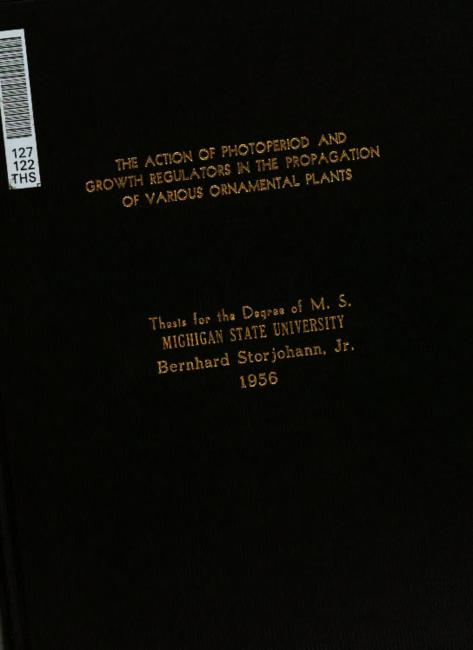 127
122
THS
THE ACTION OF PHOTOPERIOD AND
GROWTH REGULATORS IN THE PROPAGATION
OF VARIOUS ORNAMENTAL PLANTS
Thesis for the Degree of M. S.
MICHIGAN STATE UNIVERSITY
Bernhard Storjohann, Jr.
1956